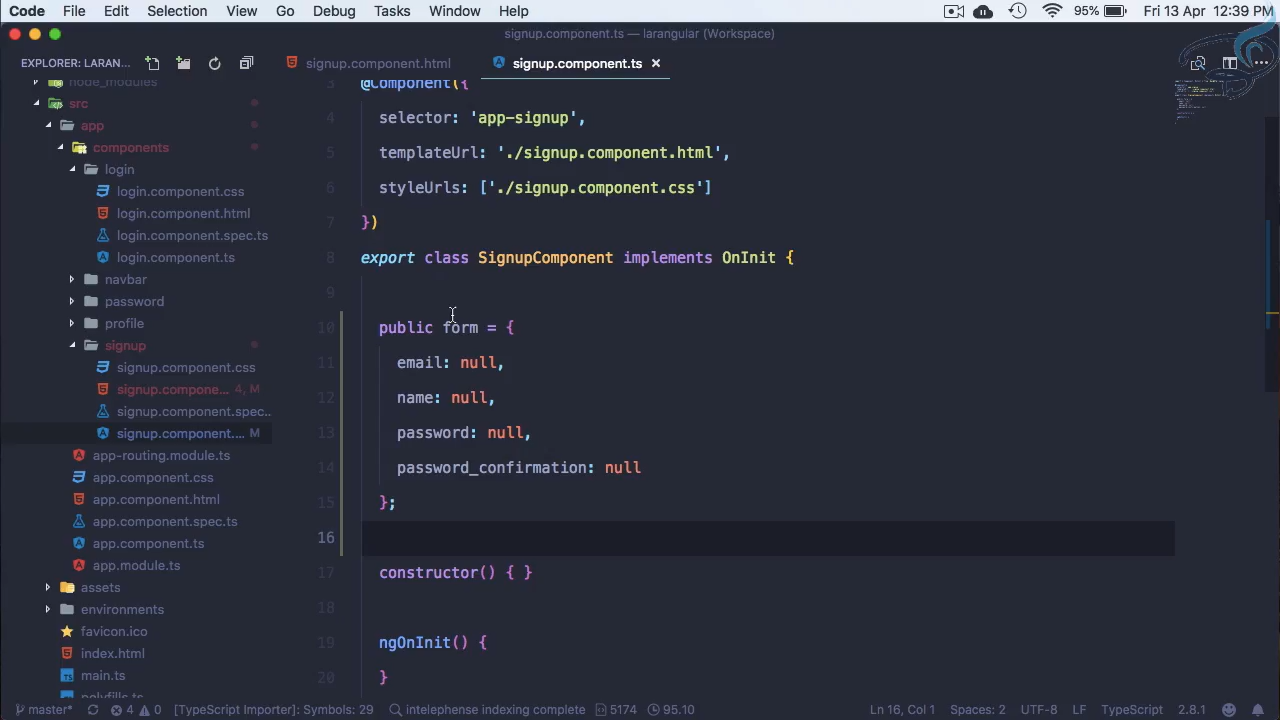 Code File Edit Selection View Go Debug Tasks Window Help 95% Fri 13 Apr 12:39 PM
signup.component.ts — larangular (Workspace)
EXPLORER: LARAN... signup.component.html signup.component.ts ×
node_modules
src
app
components
login
login.component.css
login.component.html
login.component.spec.ts
login.component.ts
navbar
password
profile
signup
signup.component.css
signup.compone... 4, M
signup.component.spec..
signup.component.... M
app-routing.module.ts
app.component.css
app.component.html
app.component.spec.ts
app.component.ts
app.module.ts
assets
environments
favicon.ico
index.html
main.ts
polyfills.ts
3 @Component({
4 selector: 'app-signup',
5 templateUrl: './signup.component.html',
6 styleUrls: ['./signup.component.css']
7 })
8 export class SignupComponent implements OnInit {
9
10 public form = {
11 email: null,
12 name: null,
13 password: null,
14 password_confirmation: null
15 };
16
17 constructor() { }
18
19 ngOnInit() {
20 }
master* 4 0 [TypeScript Importer]: Symbols: 29 intelephense indexing complete 5174 95.10 Ln 16, Col 1 Spaces: 2 UTF-8 LF TypeScript 2.8.1